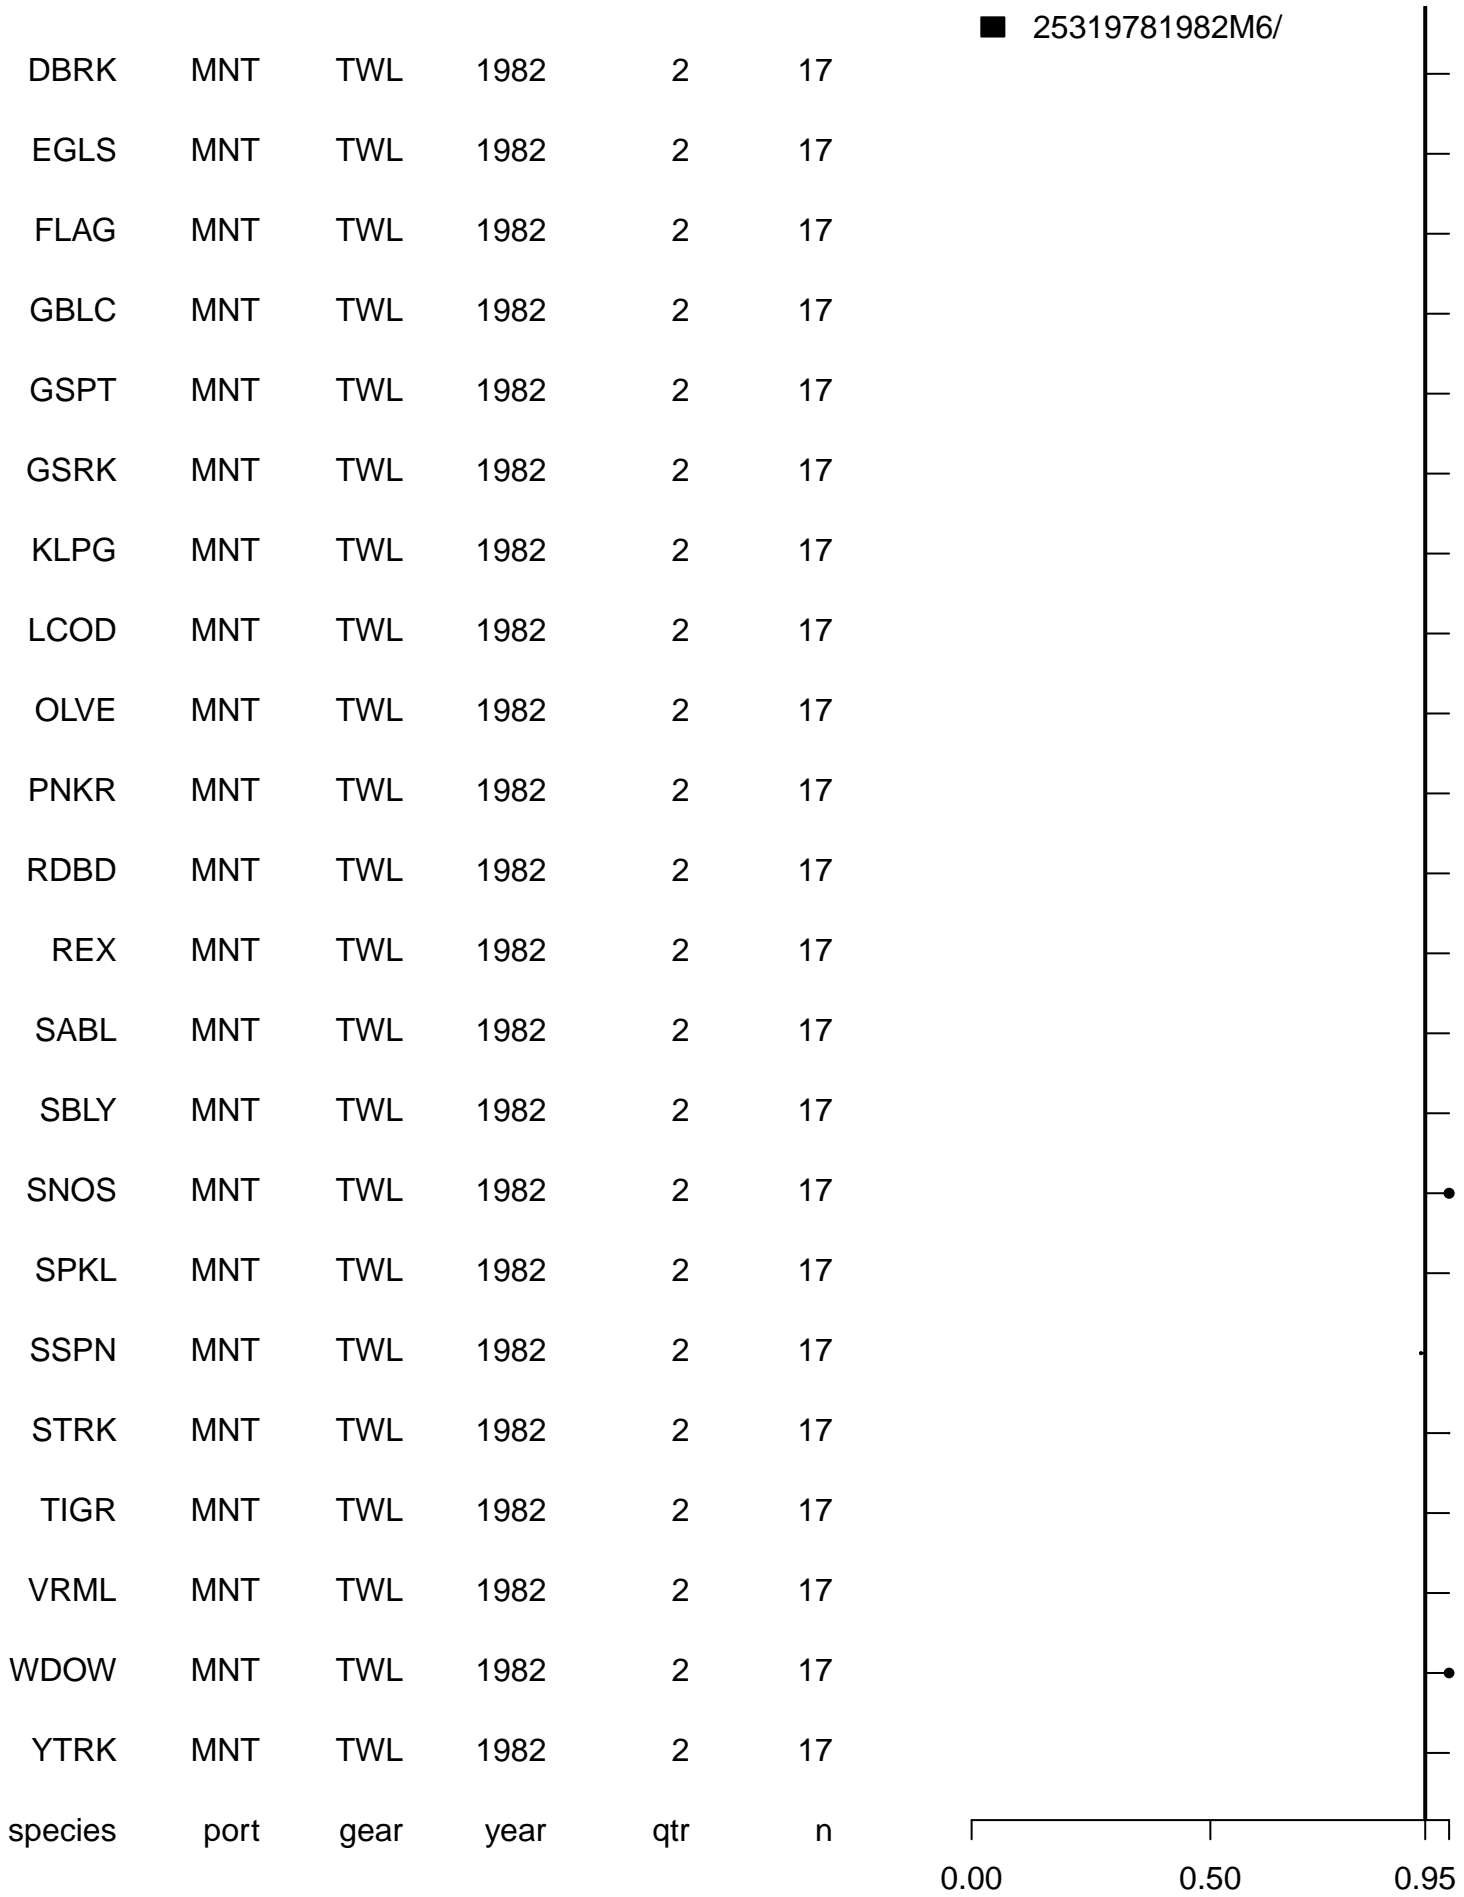 25319781982M6/
DBRK MNT TWL 1982 2 17
EGLS MNT TWL 1982 2 17
FLAG MNT TWL 1982 2 17
GBLC MNT TWL 1982 2 17
GSPT MNT TWL 1982 2 17
GSRK MNT TWL 1982 2 17
KLPG MNT TWL 1982 2 17
LCOD MNT TWL 1982 2 17
OLVE MNT TWL 1982 2 17
PNKR MNT TWL 1982 2 17
RDBD MNT TWL 1982 2 17
REX MNT TWL 1982 2 17
SABL MNT TWL 1982 2 17
SBLY MNT TWL 1982 2 17
SNOS MNT TWL 1982 2 17
SPKL MNT TWL 1982 2 17
SSPN MNT TWL 1982 2 17
STRK MNT TWL 1982 2 17
TIGR MNT TWL 1982 2 17
VRML MNT TWL 1982 2 17
WDOW MNT TWL 1982 2 17
YTRK MNT TWL 1982 2 17
species port gear year qtr n
0.00 0.50 0.95